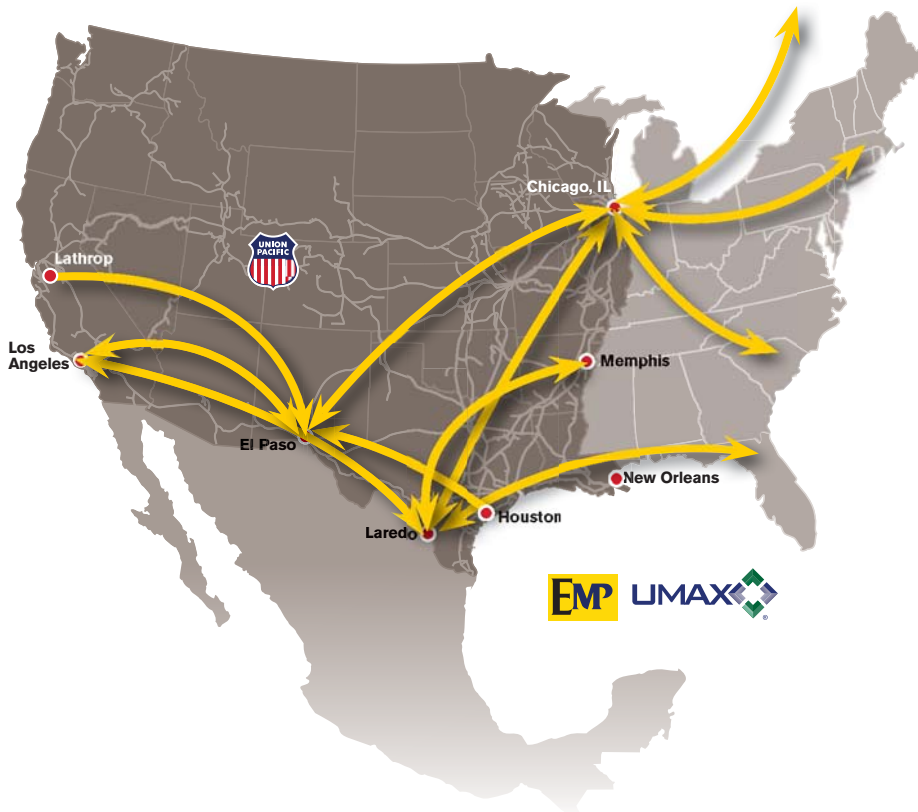 Chicago, IL
UNION
PACIFIC
Lathrop
Los
Angeles
Memphis
El Paso
New Orleans
Houston
Laredo
EMP UMAX
®